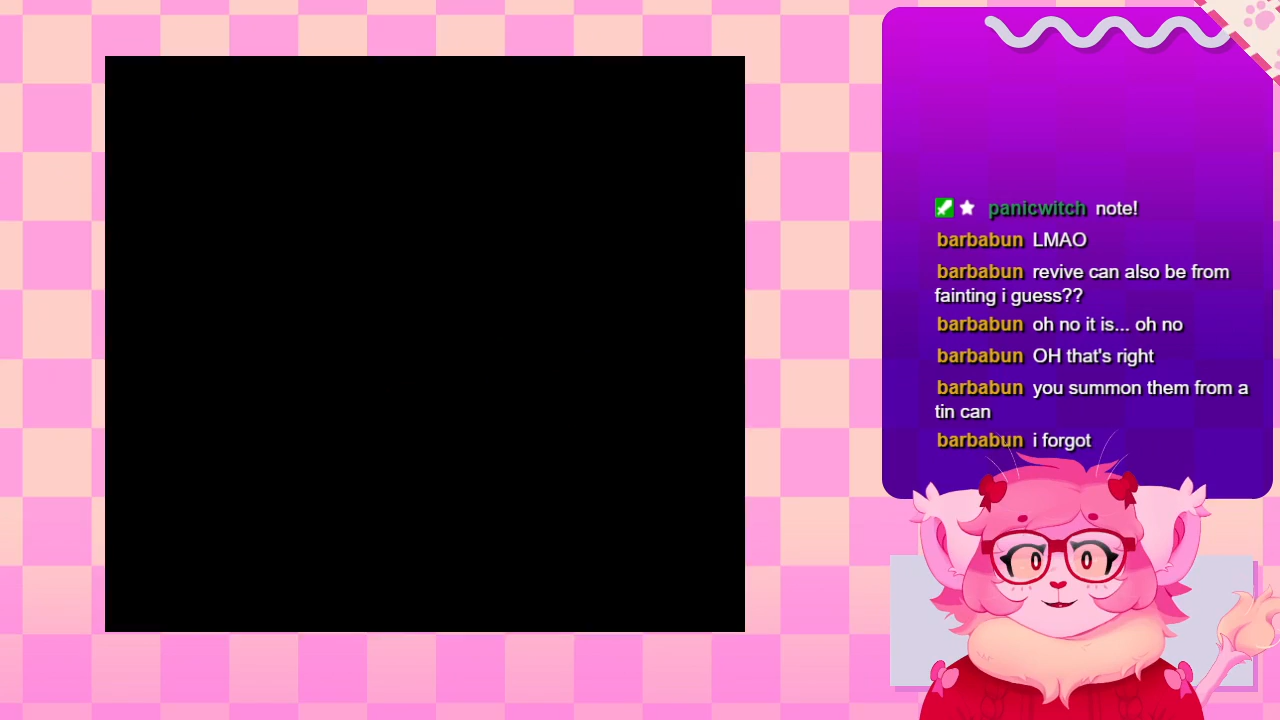 panicwitch note!
barbabun LMAO
barbabun revive can also be from
fainting i guess??
barbabun oh no it is... oh no
barbabun OH that's right
barbabun you summon them from a
tin can
barbabun i forgot